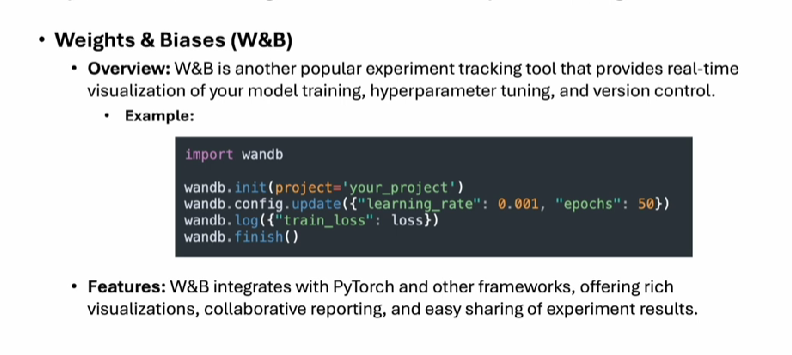 • Weights & Biases (W&B)
• Overview: W&B is another popular experiment tracking tool that provides real-time
visualization of your model training, hyperparameter tuning, and version control.
• Example:
import wandb
wandb.init(project='your_project')
wandb.config.update({"learning_rate": 0.001, "epochs": 50})
wandb.log({"train_loss": loss})
wandb.finish()
• Features: W&B integrates with PyTorch and other frameworks, offering rich
visualizations, collaborative reporting, and easy sharing of experiment results.